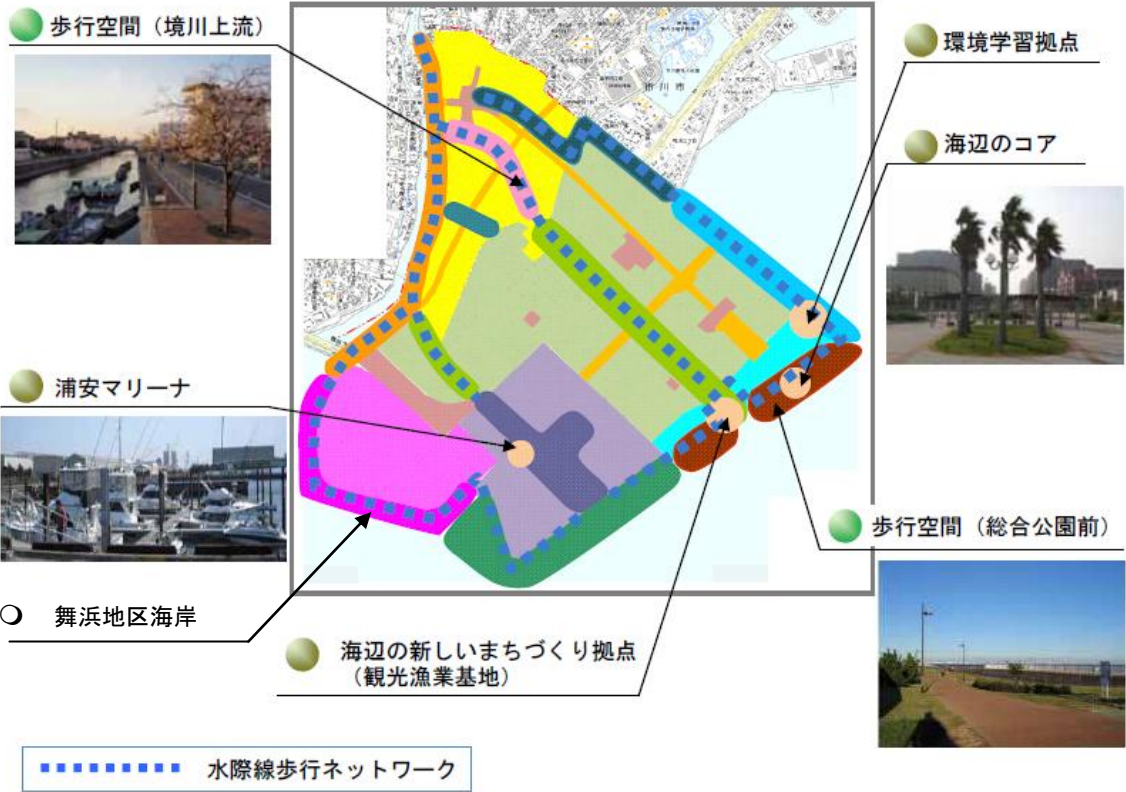 歩行空間（境川上流）
環境学習拠点
海辺のコア
市川市
浦安マリーナ
歩行空間（総合公園前）
舞浜地区海岸
海辺の新しいまちづくり拠点
（観光漁業基地）
水際線歩行ネットワーク